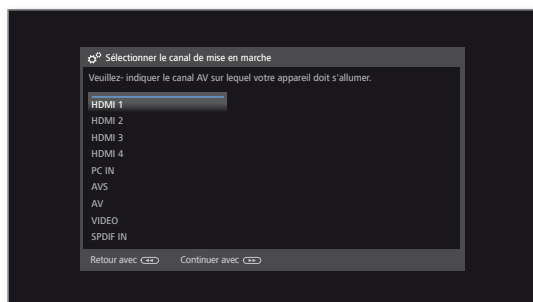 Sélectionner le canal de mise en marche
Veuillez- indiquer le canal AV sur lequel votre appareil doit s'allumer.
HDMI 1
HDMI 2
HDMI 3
HDMI 4
PC IN
AVS
AV
VIDEO
SPDIF IN
Retour avec Continuer avec